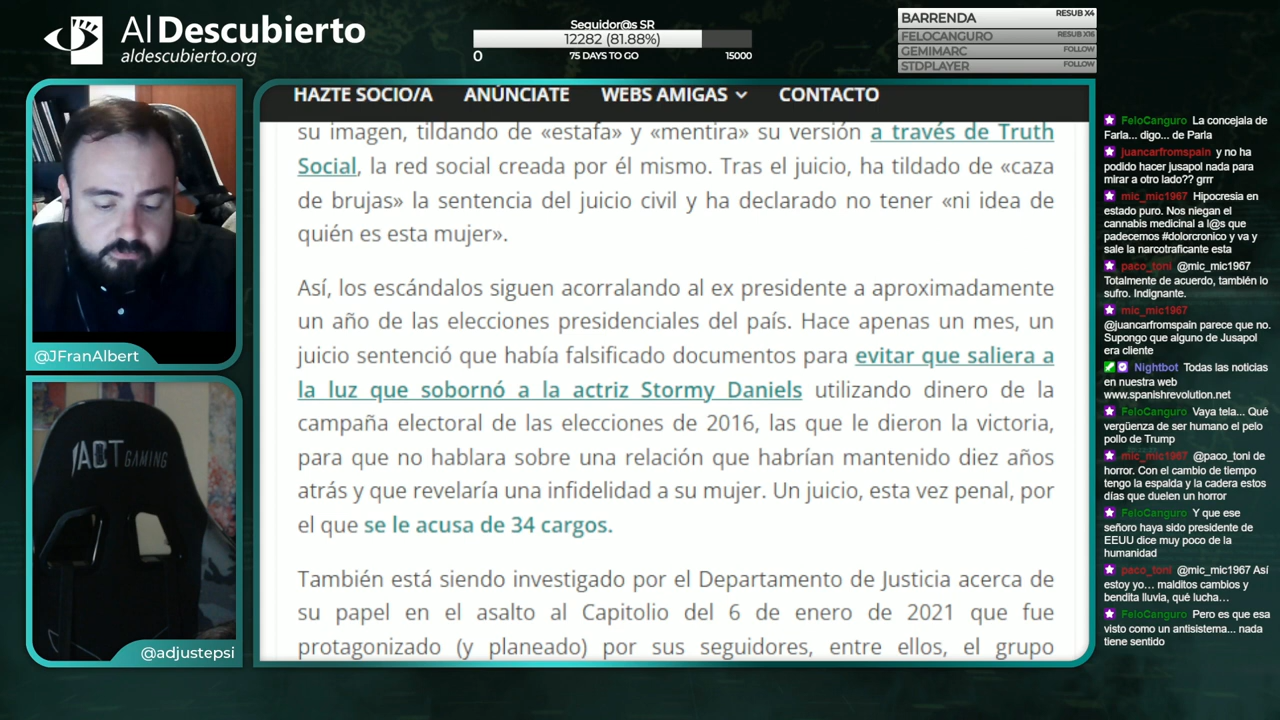 Al Descubierto
aldescubierto.org
Seguidor@s SR
12282 (81.88%)
0 75 DAYS TO GO 15000
BARRENDA RESUB X4
FELOCANGURO RESUB X16
GEMIMARC FOLLOW
STDPLAYER FOLLOW
@JFranAlbert
AKT GAMING
@adjustepsi
HAZTE SOCIO/A ANÚNCIATE WEBS AMIGAS CONTACTO
su imagen, tildando de «estafa» y «mentira» su versión a través de Truth
Social, la red social creada por él mismo. Tras el juicio, ha tildado de «caza
de brujas» la sentencia del juicio civil y ha declarado no tener «ni idea de
quién es esta mujer».
Así, los escándalos siguen acorralando al ex presidente a aproximadamente
un año de las elecciones presidenciales del país. Hace apenas un mes, un
juicio sentenció que había falsificado documentos para evitar que saliera a
la luz que sobornó a la actriz Stormy Daniels utilizando dinero de la
campaña electoral de las elecciones de 2016, las que le dieron la victoria,
para que no hablara sobre una relación que habrían mantenido diez años
atrás y que revelaría una infidelidad a su mujer. Un juicio, esta vez penal, por
el que se le acusa de 34 cargos.
También está siendo investigado por el Departamento de Justicia acerca de
su papel en el asalto al Capitolio del 6 de enero de 2021 que fue
protagonizado (y planeado) por sus seguidores, entre ellos, el grupo
FeloCanguro La concejala de
Farla... digo... de Parla
juancarfromspain y no ha
podido hacer jusapol nada para
mirar a otro lado?? grrr
mic_mic1967 Hipocresia en
estado puro. Nos niegan el
cannabis medicinal a l@s que
padecemos #dolorcronico y va y
sale la narcotraficante esta
paco_toni @mic_mic1967
Totalmente de acuerdo, también lo
sufro. Indignante.
mic_mic1967
@juancarfromspain parece que no.
Supongo que alguno de Jusapol
era cliente
Nightbot Todas las noticias
en nuestra web
www.spanishrevolution.net
FeloCanguro Vaya tela... Qué
vergüenza de ser humano el pelo
pollo de Trump
mic_mic1967 @paco_toni de
horror. Con el cambio de tiempo
tengo la espalda y la cadera estos
días que duelen un horror
FeloCanguro Y que ese
señoro haya sido presidente de
EEUU dice muy poco de la
humanidad
paco_toni @mic_mic1967 Así
estoy yo… malditos cambios y
bendita lluvia, qué lucha…
FeloCanguro Pero es que esa
visto como un antisistema... nada
tiene sentido